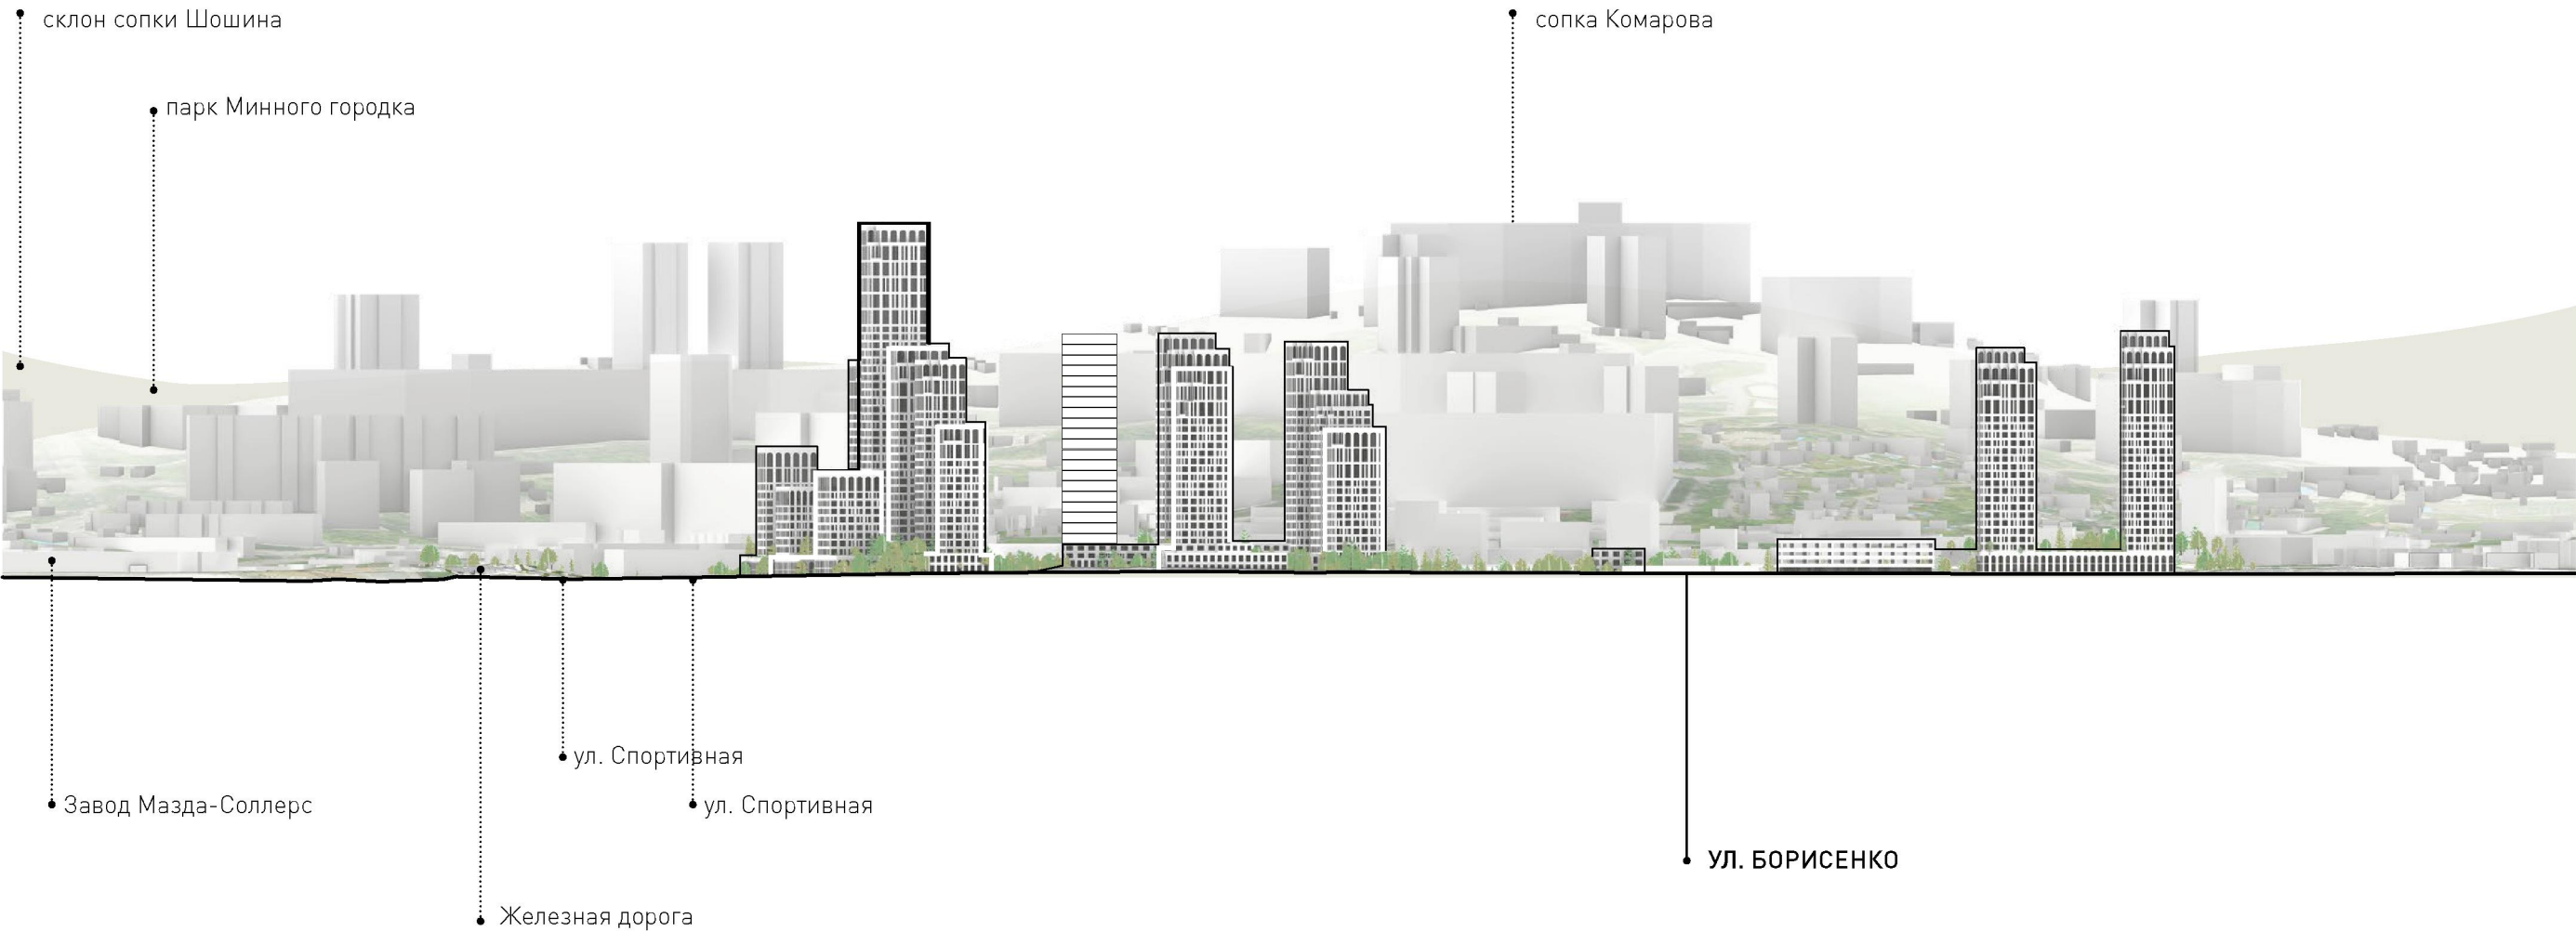 склон сопки Шошина
сопка Комарова
парк Минного городка
ул. Спортивная
Завод Мазда-Соллерс
ул. Спортивная
УЛ. БОРИСЕНКО
Железная дорога